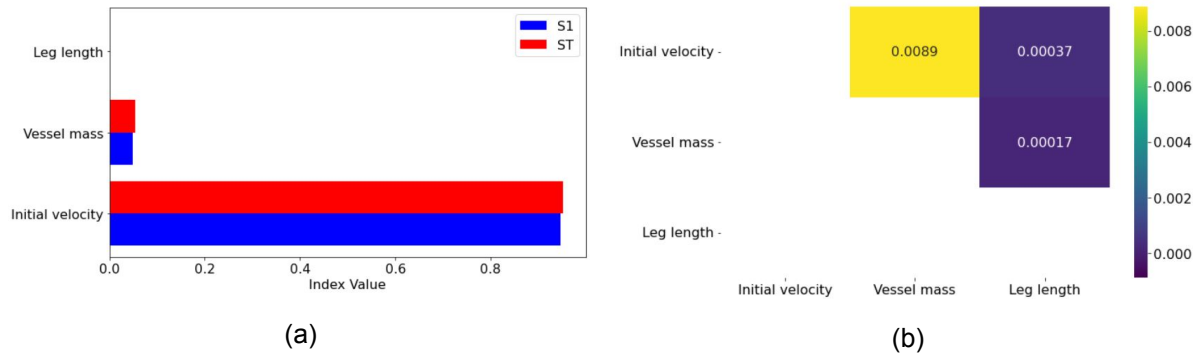 S1
ST
Leg length
Vessel mass
Initial velocity
0.0 0.2 0.4 0.6 0.8
Index Value
(a)
Initial velocity
Vessel mass
Leg length
0.0089 0.00037
0.00017
Initial velocity Vessel mass Leg length
0.008
0.006
0.004
0.002
0.000
(b)